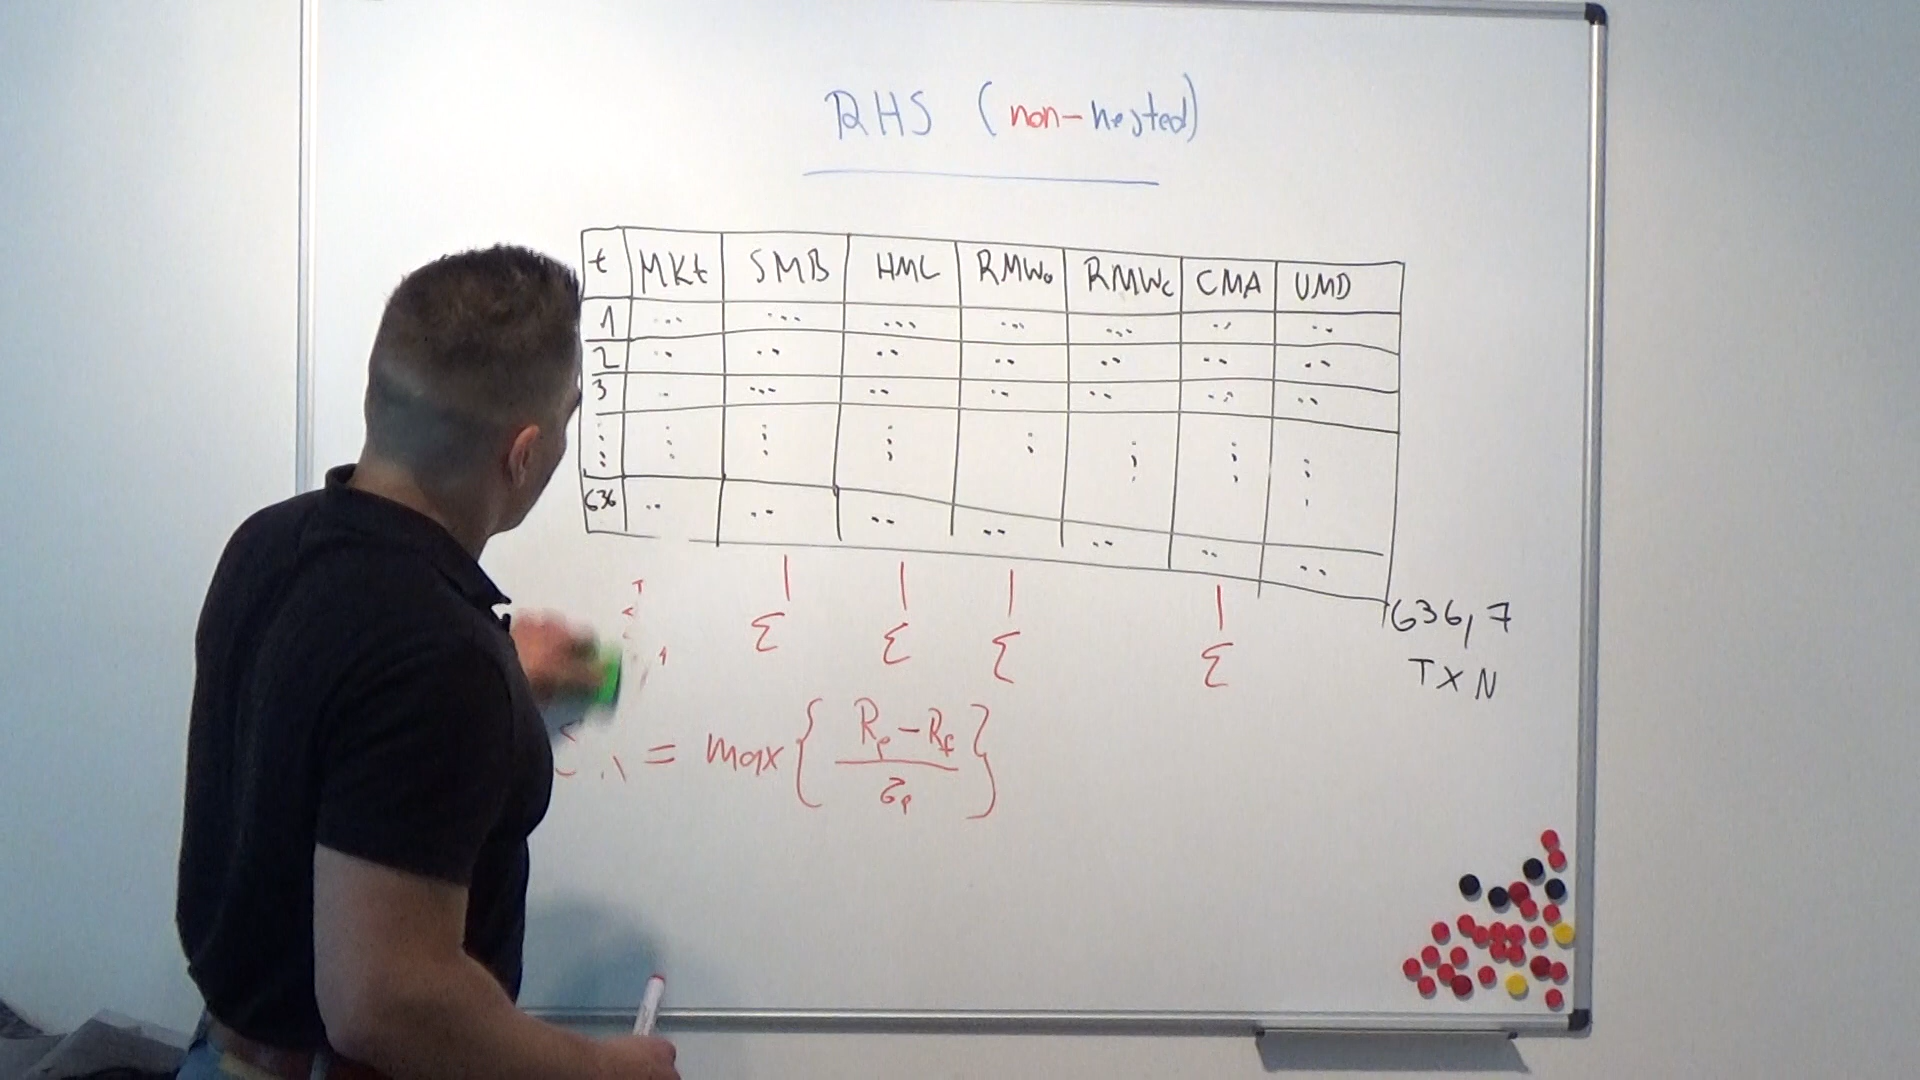 RHS (non-nested)
t MKt SMB HML RMWo RMWc CMA UMD
1 ... ... ... ... ... .. ..
2 .. .. .. .. .. .. ..
3 . ... .. .. .. .. ..
⋮ ⋮ ⋮ ⋮ ⋮ ⋮ ⋮ ⋮
636 .. .. .. .. .. .. ..
| | | |
Σ Σ Σ Σ
636,7
TXN
= max{ (Rp - Rf) / σp }